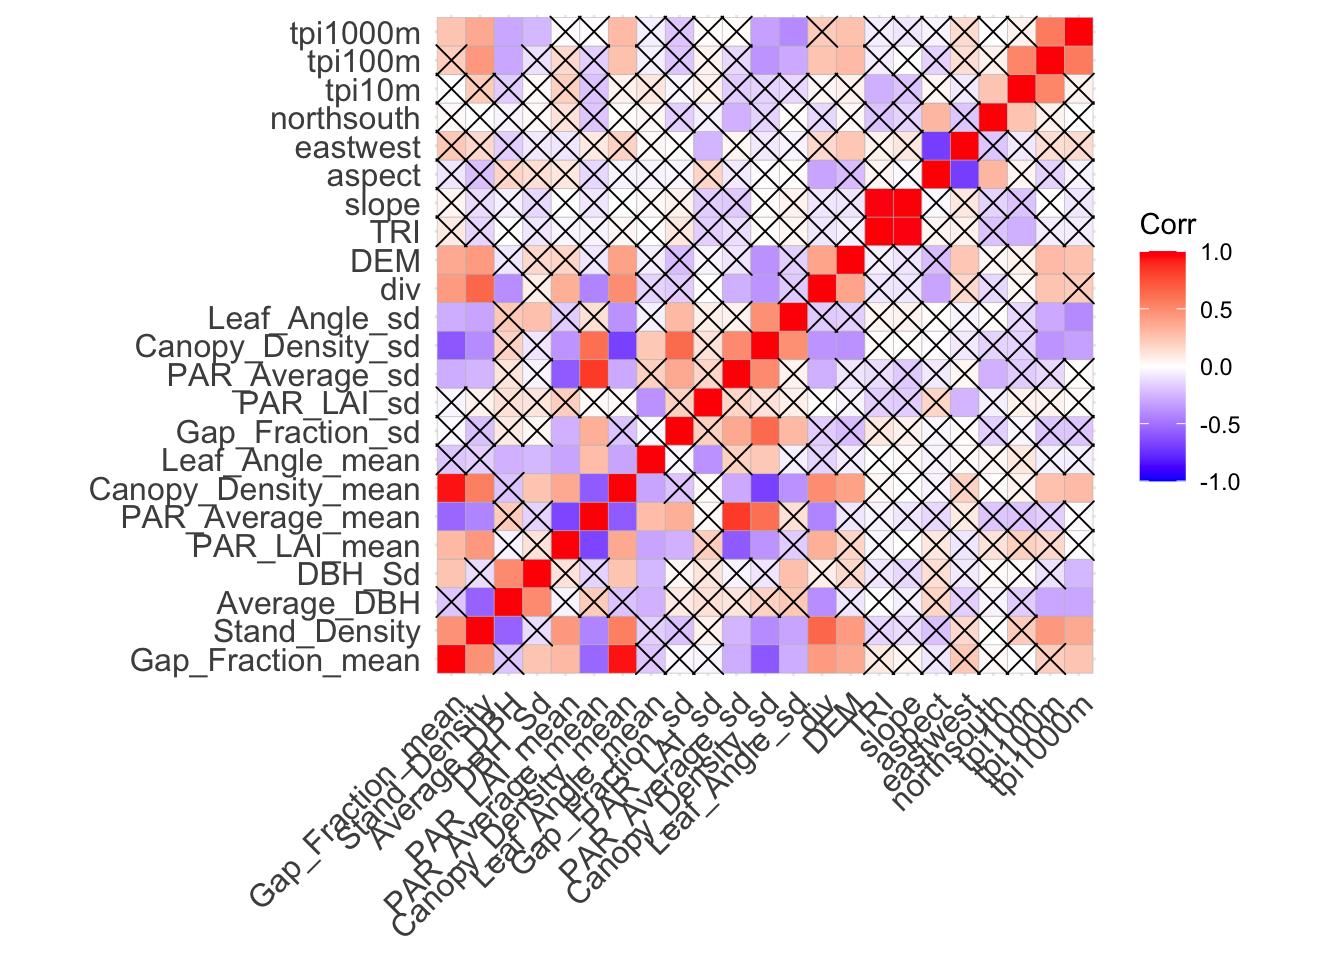 tpi1000m
tpi100m
tpi10m
northsouth
eastwest
aspect
slope
TRI
DEM
div
Leaf_Angle_sd
Canopy_Density_sd
PAR_Average_sd
PAR_LAI_sd
Gap_Fraction_sd
Leaf_Angle_mean
Canopy_Density_mean
PAR_Average_mean
PAR_LAI_mean
DBH_Sd
Average_DBH
Stand_Density
Gap_Fraction_mean
Gap_Fraction_mean
Stand_Density
Average_DBH
DBH_Sd
PAR_LAI_mean
PAR_Average_mean
Canopy_Density_mean
Leaf_Angle_mean
Gap_Fraction_sd
PAR_LAI_sd
PAR_Average_sd
Canopy_Density_sd
Leaf_Angle_sd
div
DEM
TRI
slope
aspect
eastwest
northsouth
tpi10m
tpi100m
tpi1000m
Corr
1.0
0.5
0.0
-0.5
-1.0